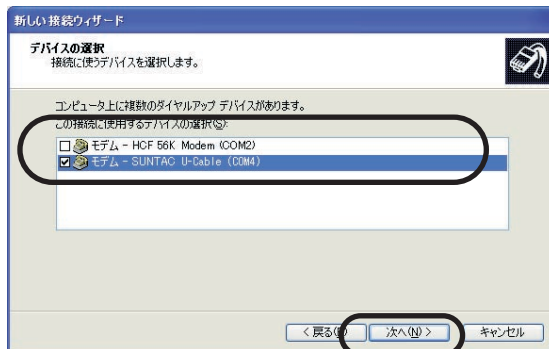 新しい接続ウィザード
デバイスの選択
接続に使うデバイスを選択します。
コンピュータ上に複数のダイヤルアップ デバイスがあります。
この接続に使用するデバイスの選択(S):
モデム - HCF 56K Modem (COM2)
モデム - SUNTAC U-Cable (COM4)
< 戻る( 次へ(N) > キャンセル